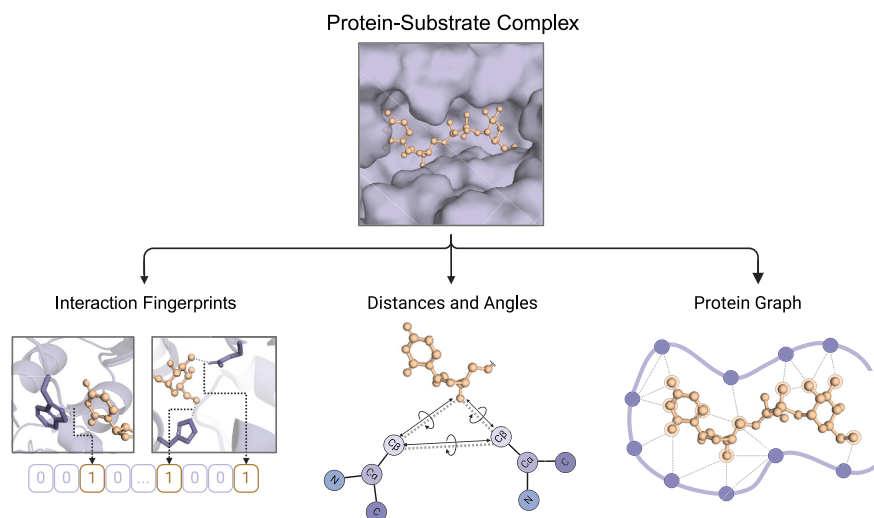 Protein-Substrate Complex
Interaction Fingerprints
Distances and Angles
Protein Graph
Cβ
Cβ
Cα
Cα
N
C
N
C
0 0 1 0 ... 1 0 0 1